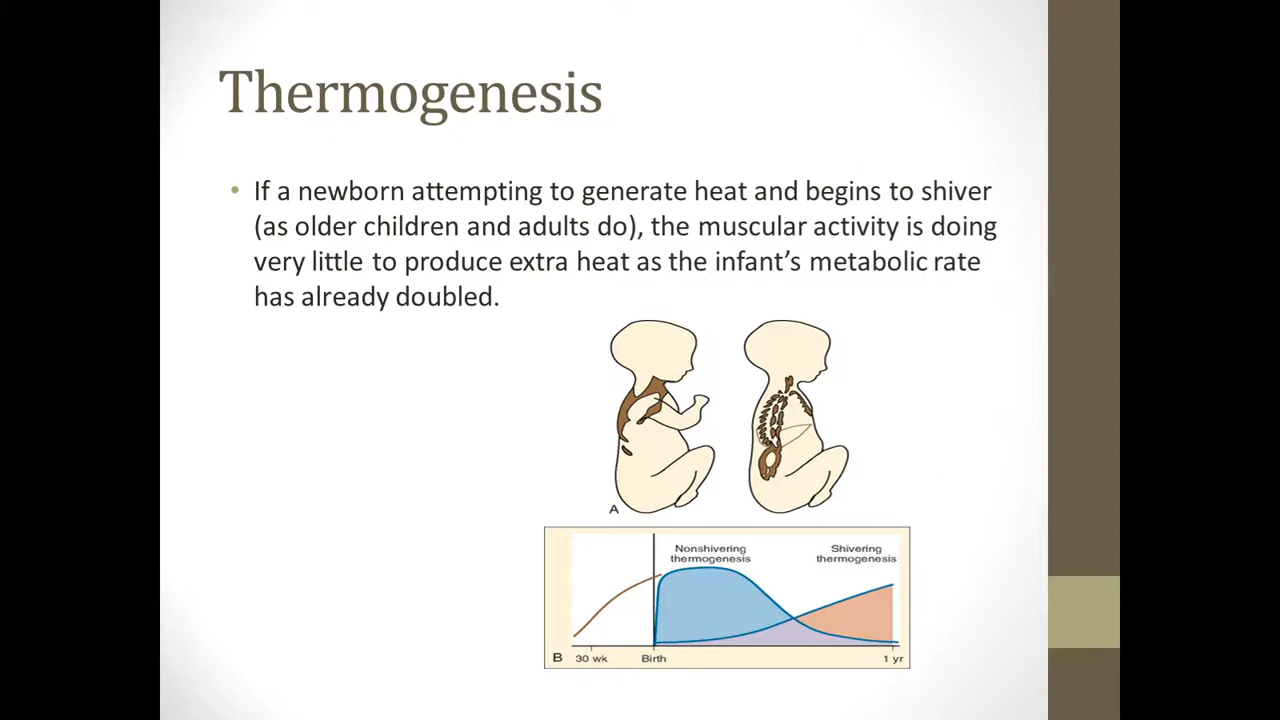 Thermogenesis
• If a newborn attempting to generate heat and begins to shiver
(as older children and adults do), the muscular activity is doing
very little to produce extra heat as the infant’s metabolic rate
has already doubled.
A
Nonshivering
thermogenesis
Shivering
thermogenesis
B
30 wk
Birth
1 yr